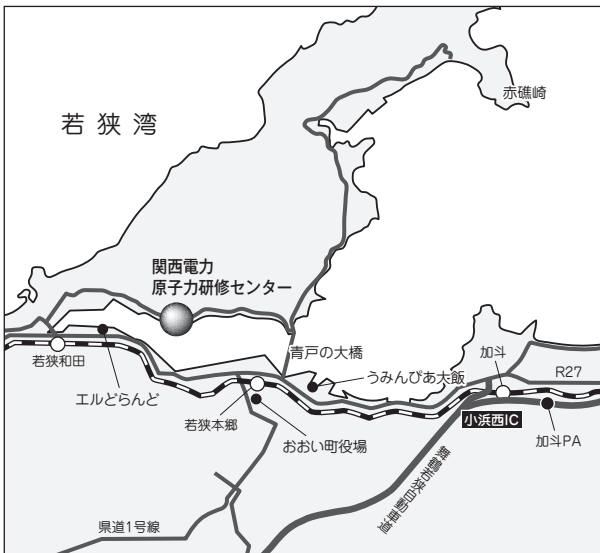 赤礁崎
若狭湾
関西電力
原子力研修センター
青戸の大橋
加斗
うみんぴあ大飯
若狭和田
R27
エルどらんど
小浜西IC
若狭本郷
おおい町役場
加斗PA
舞鶴若狭自動車道
県道1号線